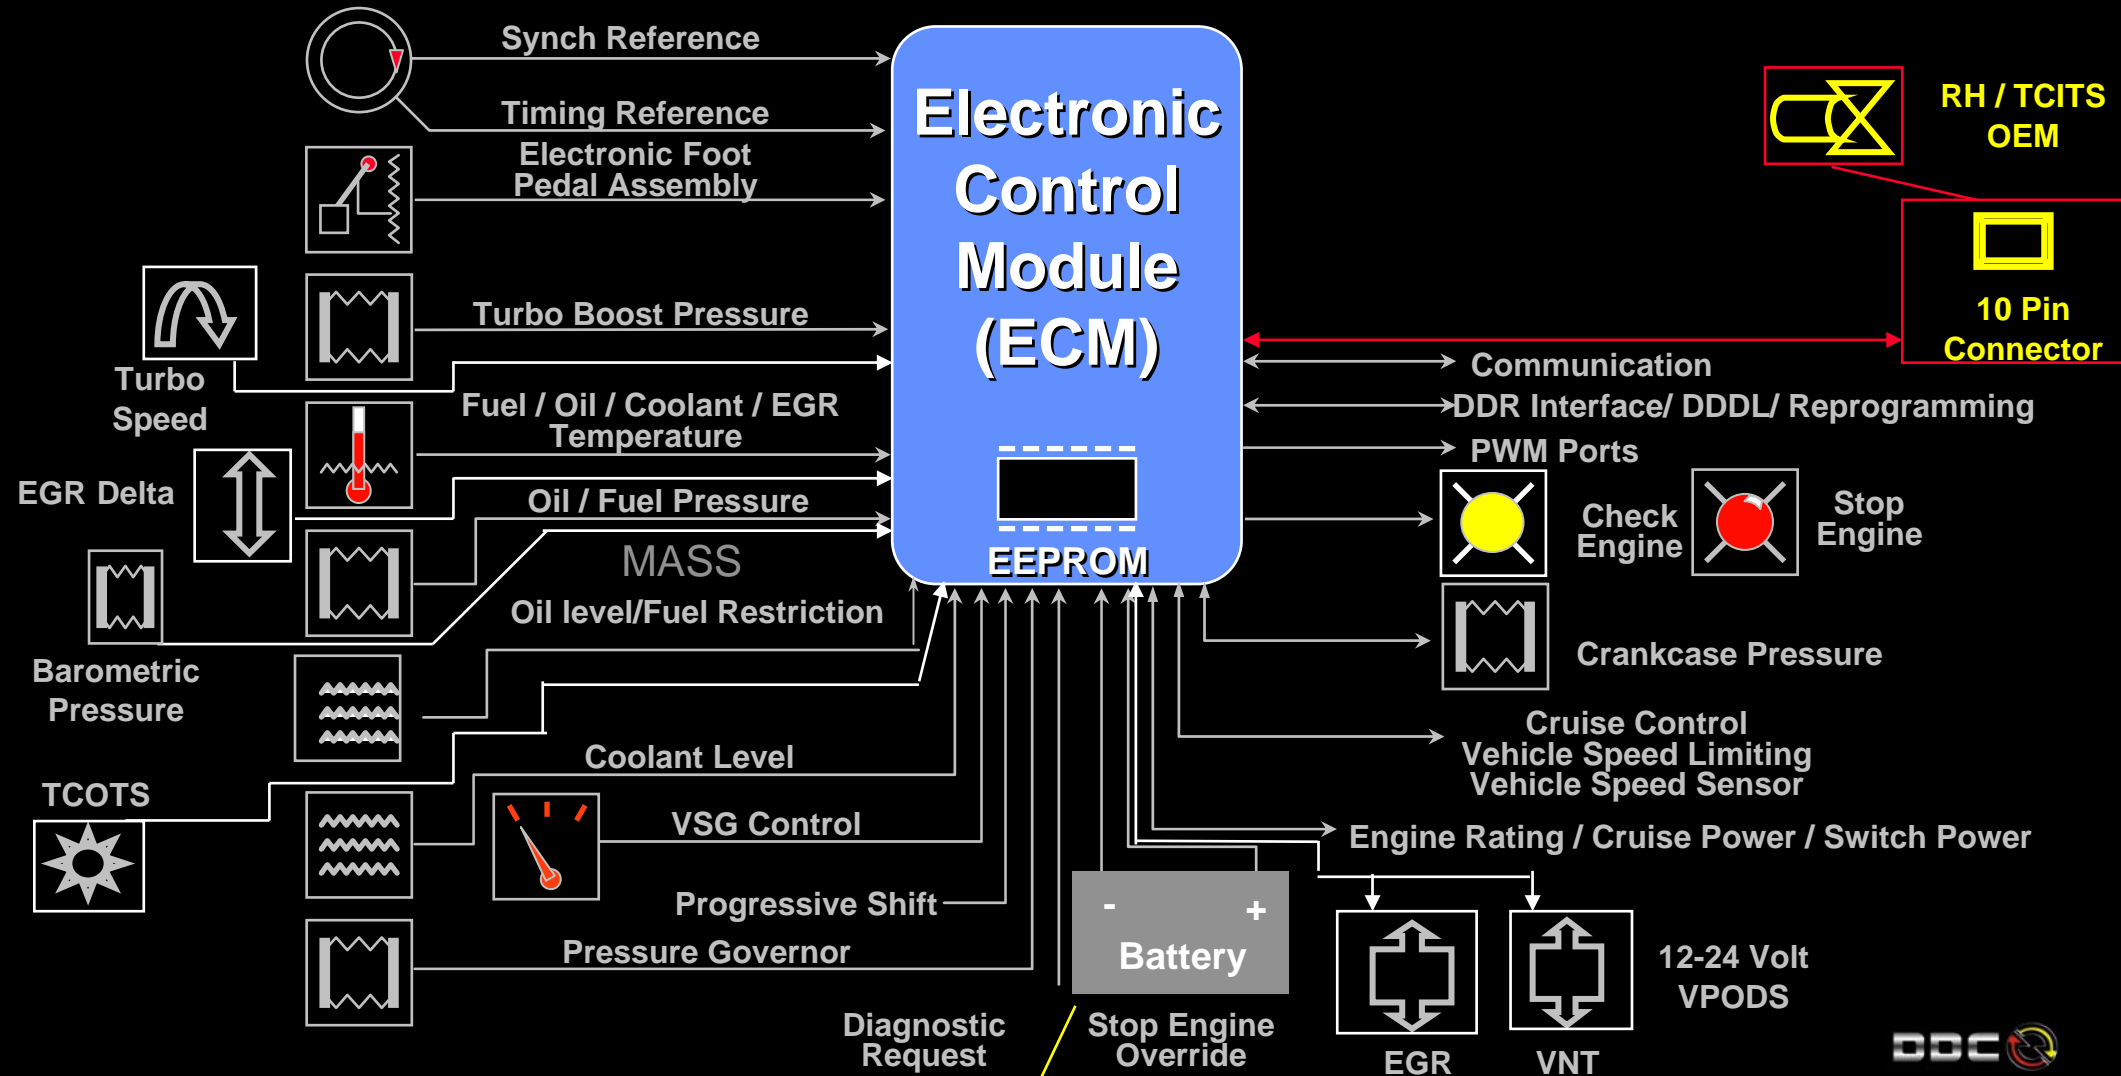 Synch Reference
Timing Reference
Electronic Foot
Pedal Assembly
Turbo Boost Pressure
Turbo
Speed
Fuel / Oil / Coolant / EGR
Temperature
EGR Delta
Oil / Fuel Pressure
MASS
Oil level/Fuel Restriction
Barometric
Pressure
Coolant Level
TCOTS
VSG Control
Progressive Shift
Pressure Governor
Diagnostic
Request
Stop Engine
Override
-
+
Battery
Electronic
Control
Module
(ECM)
EEPROM
RH / TCITS
OEM
10 Pin
Connector
Communication
DDR Interface/ DDDL/ Reprogramming
PWM Ports
Check
Engine
Stop
Engine
Crankcase Pressure
Cruise Control
Vehicle Speed Limiting
Vehicle Speed Sensor
Engine Rating / Cruise Power / Switch Power
12-24 Volt
VPODS
EGR
VNT
DDC